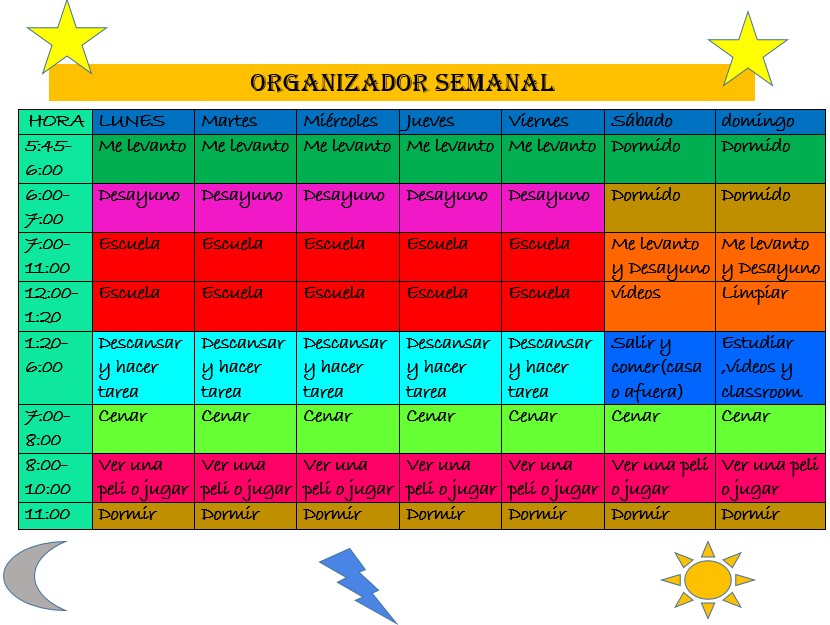 ORGANIZADOR SEMANAL
HORA LUNES Martes Miércoles Jueves Viernes Sábado domingo
5:45- Me levanto Me levanto Me levanto Me levanto Me levanto Dormido Dormido
6:00
6:00- Desayuno Desayuno Desayuno Desayuno Desayuno Dormido Dormido
7:00
7:00- Escuela Escuela Escuela Escuela Escuela Me levanto Me levanto
11:00 y Desayuno y Desayuno
12:00- Escuela Escuela Escuela Escuela Escuela videos Limpiar
1:20
1:20- Descansar Descansar Descansar Descansar Descansar Salir y Estudiar
6:00 y hacer y hacer y hacer y hacer y hacer comer(casa ,Videos y
tarea tarea tarea tarea tarea o afuera) classroom
7:00- Cenar Cenar Cenar Cenar Cenar Cenar Cenar
8:00
8:00- Ver una Ver una Ver una Ver una Ver una Ver una peli Ver una peli
10:00 peli o jugar peli o jugar peli o jugar peli o jugar peli o jugar o jugar o jugar
11:00 Dormir Dormir Dormir Dormir Dormir Dormir Dormir